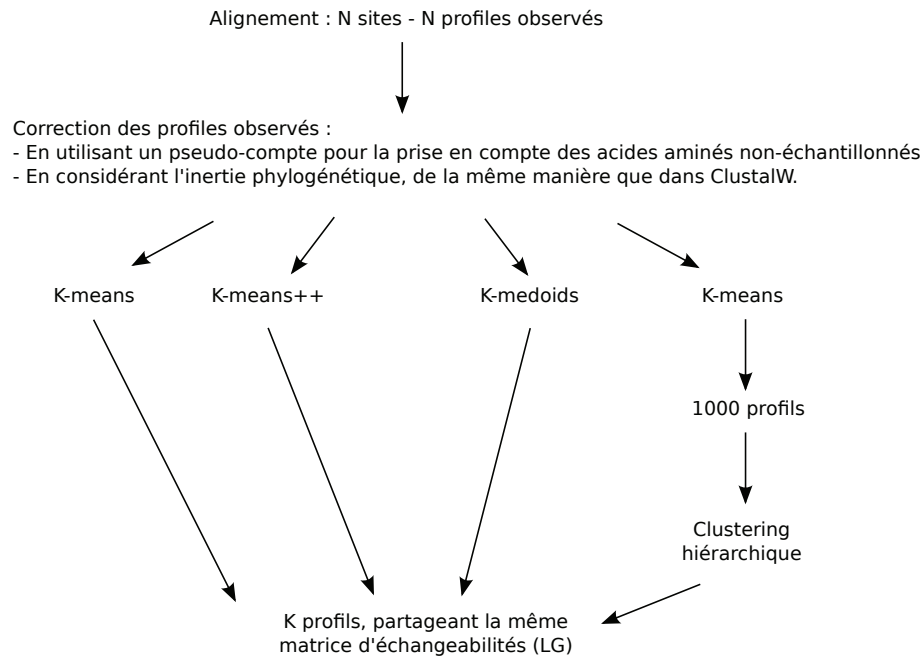 Alignement : N sites - N profiles observés
Correction des profiles observés :
- En utilisant un pseudo-compte pour la prise en compte des acides aminés non-échantillonnés
- En considérant l'inertie phylogénétique, de la même manière que dans ClustalW.
K-means
K-means++
K-medoids
K-means
1000 profils
Clustering
hiérarchique
K profils, partageant la même
matrice d'échangeabilités (LG)